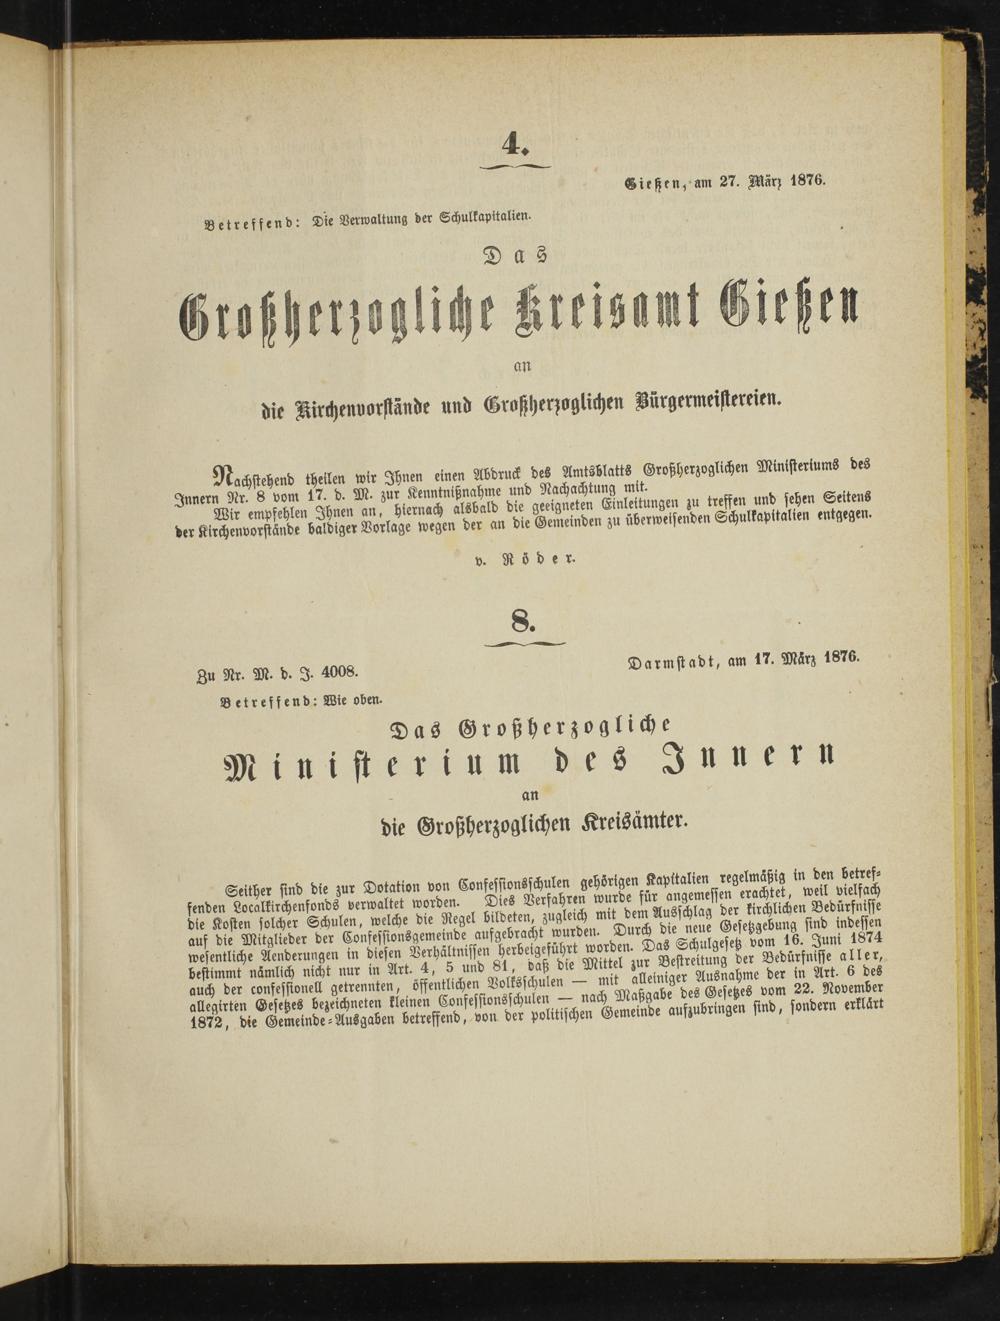 4.
Gießen, am 27. März 1876.
Betreffend: Die Verwaltung der Schulkapitalien.
Das
Großherzogliche Kreisamt Gießen
an
die Kirchenvorstände und Großherzoglichen Bürgermeistereien.
Nachstehend theilen wir Ihnen einen Abdruck des Amtsblatts Großherzoglichen Ministeriums des
Innern Nr. 8 vom 17. d. M. zur Kenntnißnahme und Nachachtung mit.
Wir empfehlen Ihnen an, hiernach alsbald die geeigneten Einleitungen zu treffen und sehen Seitens
der Kirchenvorstände baldiger Vorlage wegen der an die Gemeinden zu überweisenden Schulkapitalien entgegen.
v. Röder.
8.
Zu Nr. M. d. J. 4008.
Darmstadt, am 17. März 1876.
Betreffend: Wie oben.
Das Großherzogliche
Ministerium des Innern
an
die Großherzoglichen Kreisämter.
Seither sind die zur Dotation von Confessionsschulen gehörigen Kapitalien regelmäßig in den betref-
fenden Localkirchenfonds verwaltet worden. Dies Verfahren wurde für angemessen erachtet, weil vielfach
die Kosten solcher Schulen, welche die Regel bildeten, zugleich mit dem Ausschlag der kirchlichen Bedürfnisse
auf die Mitglieder der Confessionsgemeinde aufgebracht wurden. Durch die neue Gesetzgebung sind indessen
wesentliche Aenderungen in diesen Verhältnissen herbeigeführt worden. Das Schulgesetz vom 16. Juni 1874
bestimmt nämlich nicht nur in Art. 4, 5 und 81, daß die Mittel zur Bestreitung der Bedürfnisse aller,
auch der confessionell getrennten, öffentlichen Volksschulen — mit alleiniger Ausnahme der in Art. 6 des
allegirten Gesetzes bezeichneten kleinen Confessionsschulen — nach Maßgabe des Gesetzes vom 22. November
1872, die Gemeinde-Ausgaben betreffend, von der politischen Gemeinde aufzubringen sind, sondern erklärt